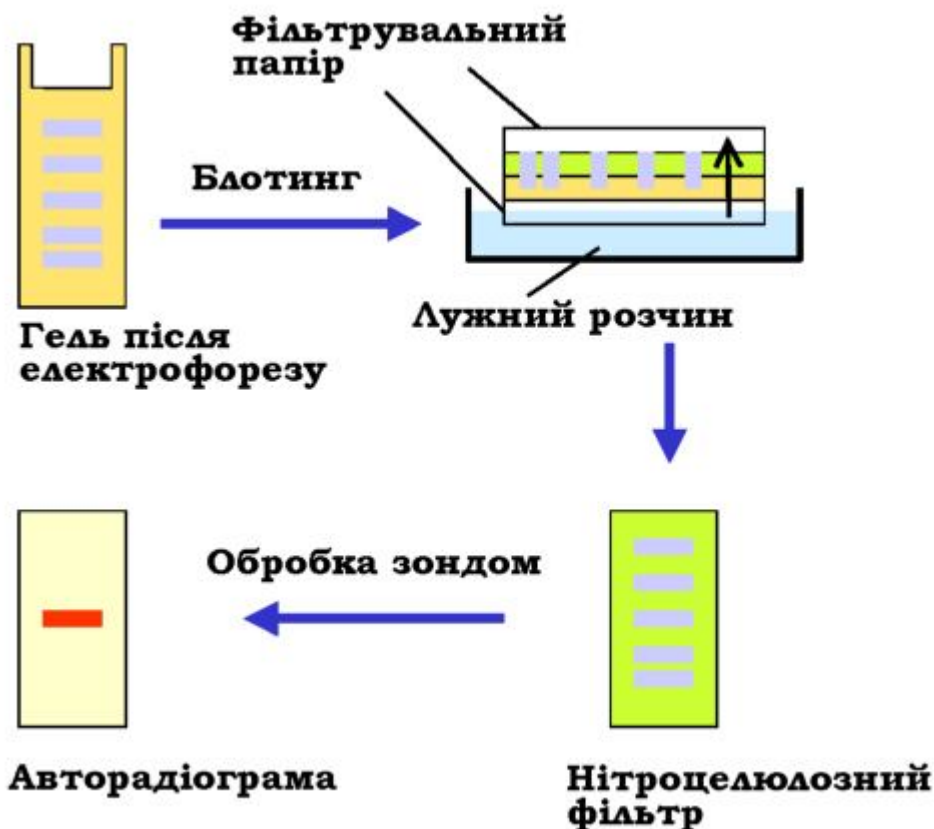 Фільтрувальний
папір
Блотинг
Гель після
електрофорезу
Лужний розчин
Обробка зондом
Авторадіограма
Нітроцелюлозний
фільтр